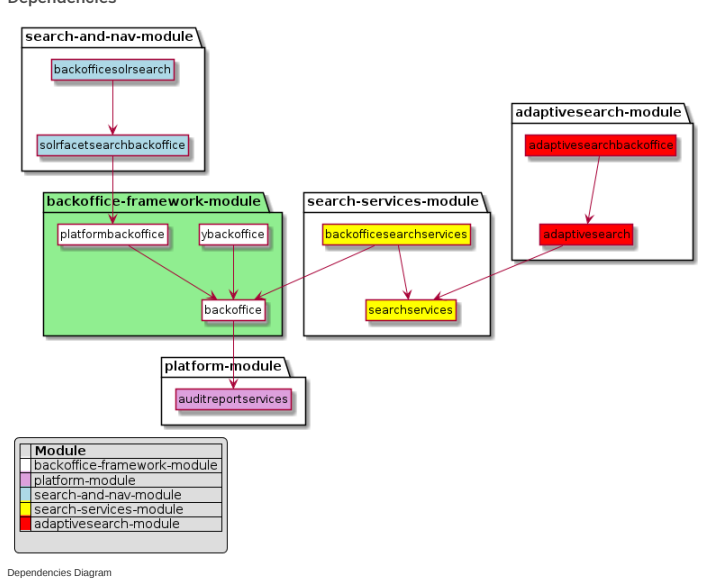 Dependencies
search-and-nav-module
backofficesolrsearch
solrfacetsearchbackoffice
adaptivesearch-module
adaptivesearchbackoffice
adaptivesearch
backoffice-framework-module
platformbackoffice
ybackoffice
backoffice
search-services-module
backofficesearchservices
searchservices
platform-module
auditreportservices
Module
backoffice-framework-module
platform-module
search-and-nav-module
search-services-module
adaptivesearch-module
Dependencies Diagram